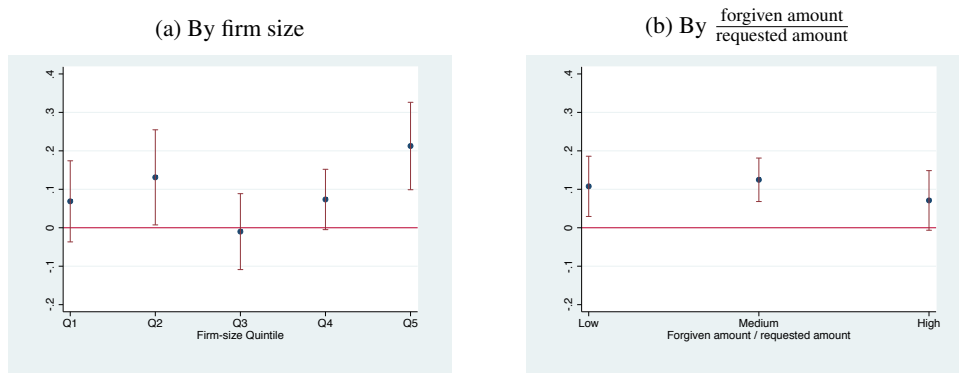 (a) By firm size
.4
.3
.2
.1
0
-.1
-.2
Q1 Q2 Q3 Q4 Q5
Firm-size Quintile
(b) By forgiven amount / requested amount
.4
.3
.2
.1
0
-.1
-.2
Low Medium High
Forgiven amount / requested amount